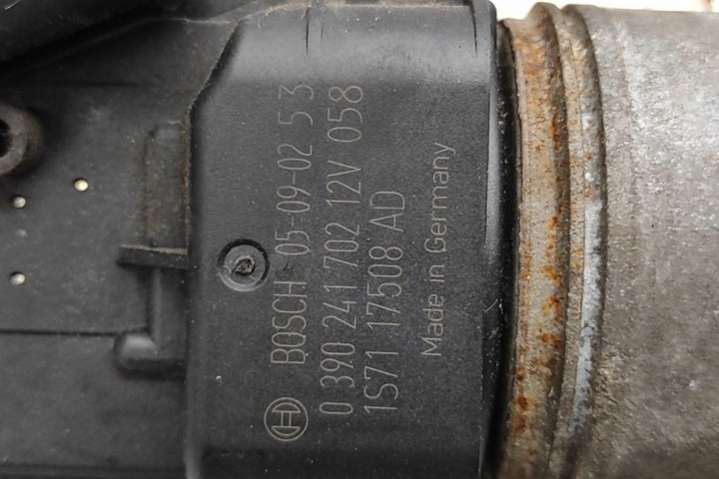 BOSCH 05-09-02 53
0 390 241 702 12V 058
1S71 17508 AD
Made in Germany